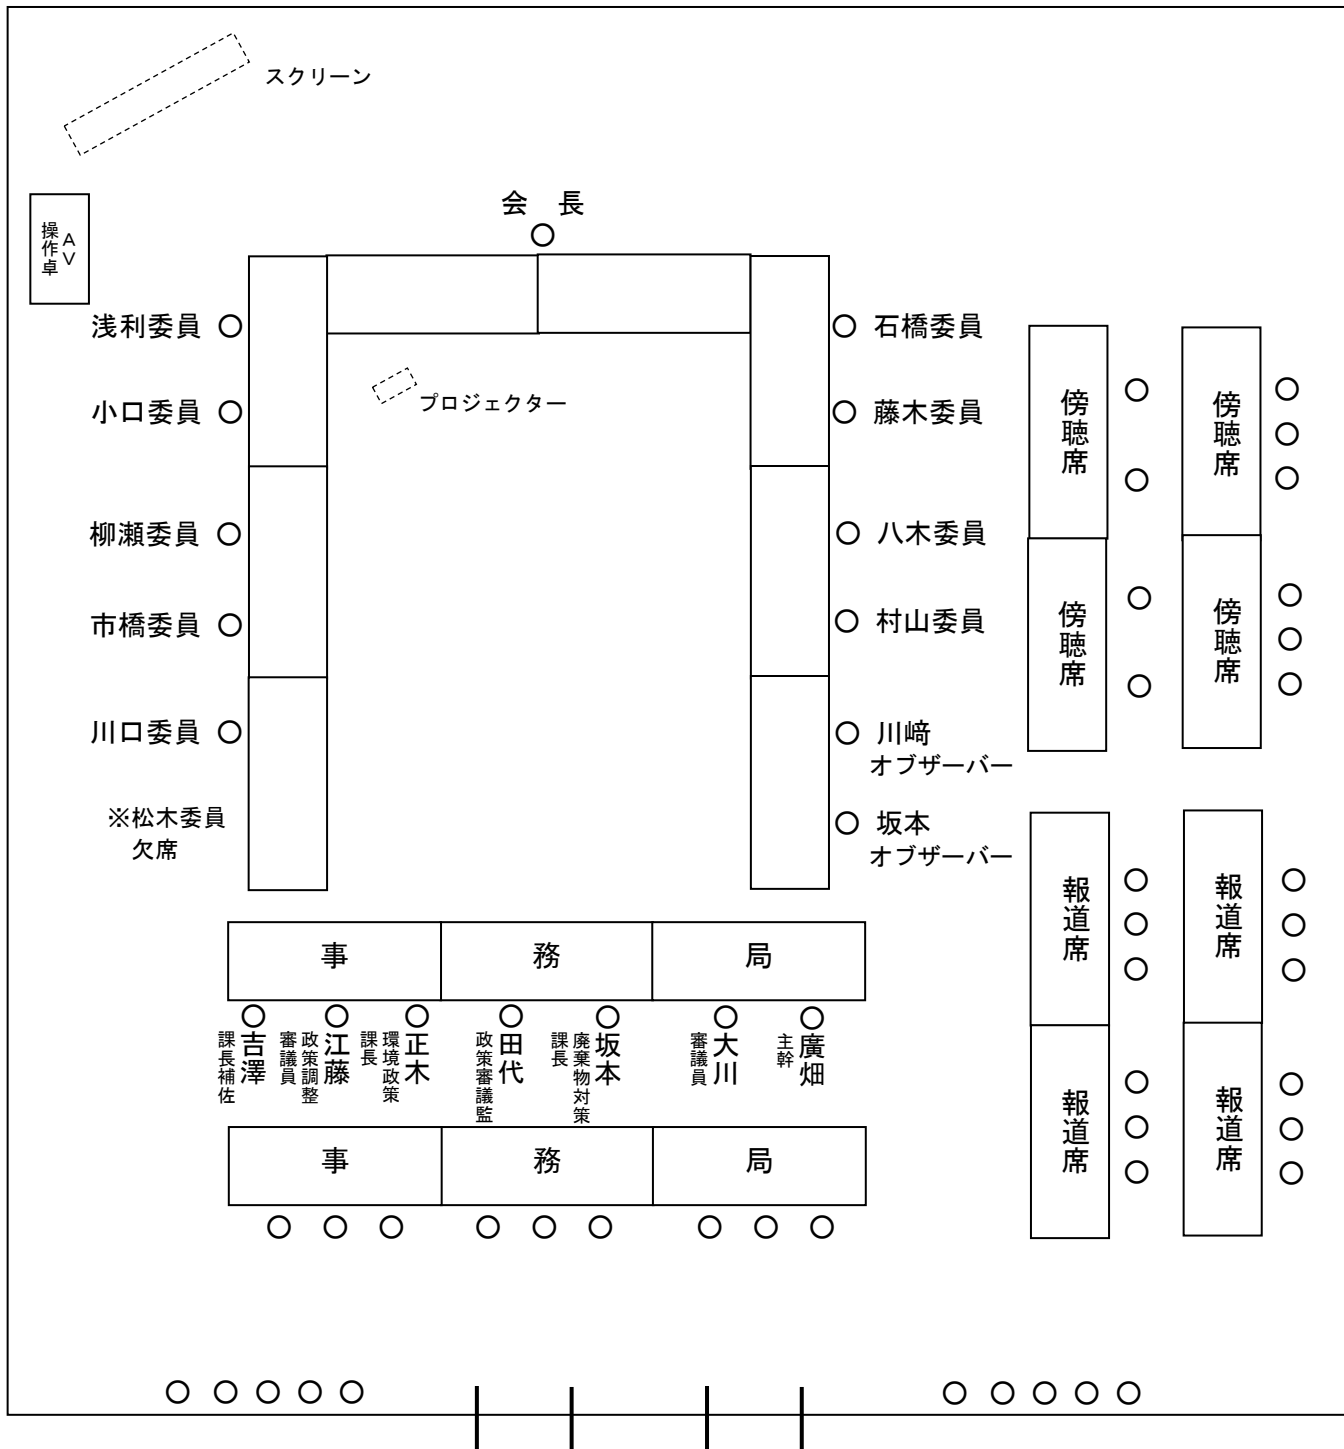 スクリーン
AV
操作卓
会　長
浅利委員
石橋委員
小口委員
プロジェクター
藤木委員
柳瀬委員
八木委員
市橋委員
村山委員
川口委員
川﨑
オブザーバー
※松木委員
欠席
坂本
オブザーバー
傍聴席
傍聴席
傍聴席
傍聴席
報道席
報道席
報道席
報道席
事
務
局
吉澤
課長補佐
江藤
政策調整
審議員
正木
環境政策
課長
田代
政策審議監
坂本
廃棄物対策
課長
大川
審議員
廣畑
主幹
事
務
局